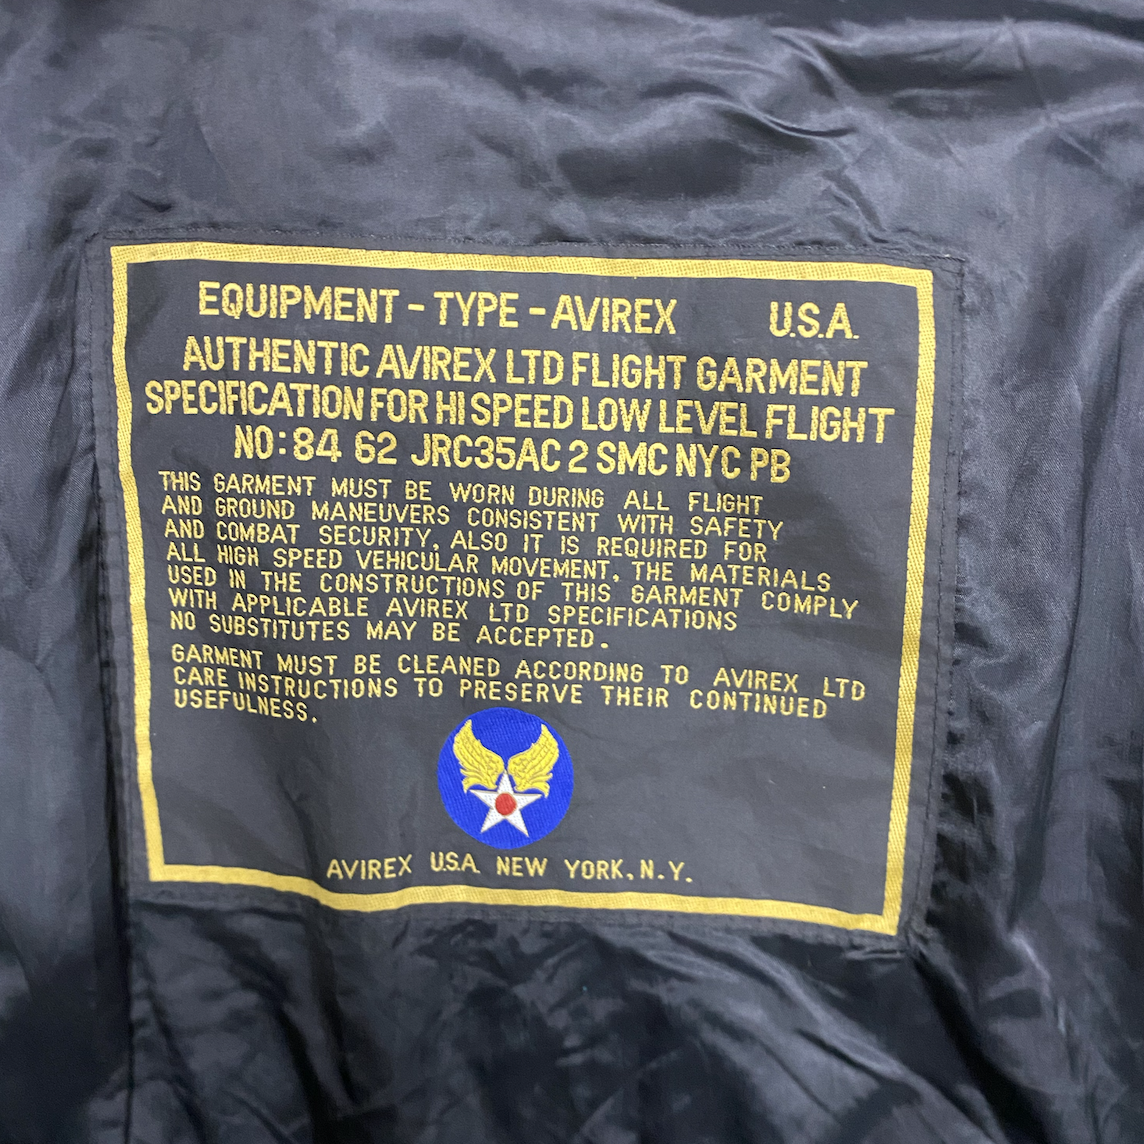 EQUIPMENT - TYPE - AVIREX U.S.A.
AUTHENTIC AVIREX LTD FLIGHT GARMENT
SPECIFICATION FOR HI SPEED LOW LEVEL FLIGHT
NO: 84 62 JRC35AC 2 SMC NYC PB
THIS GARMENT MUST BE WORN DURING ALL FLIGHT
AND GROUND MANEUVERS CONSISTENT WITH SAFETY
AND COMBAT SECURITY, ALSO IT IS REQUIRED FOR
ALL HIGH SPEED VEHICULAR MOVEMENT, THE MATERIALS
USED IN THE CONSTRUCTIONS OF THIS GARMENT COMPLY
WITH APPLICABLE AVIREX LTD SPECIFICATIONS
NO SUBSTITUTES MAY BE ACCEPTED.
GARMENT MUST BE CLEANED ACCORDING TO AVIREX LTD
CARE INSTRUCTIONS TO PRESERVE THEIR CONTINUED
USEFULNESS.
AVIREX U.S.A. NEW YORK, N.Y.